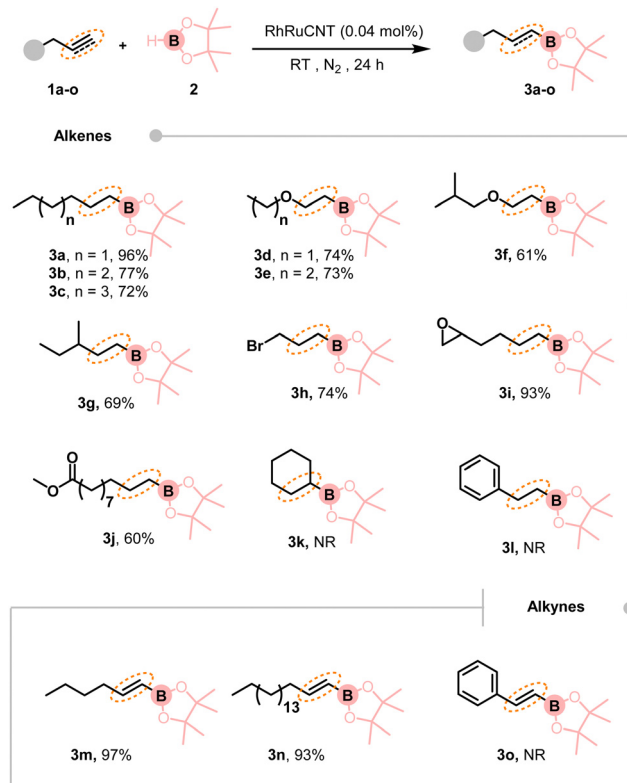 +
H
B
O
O
RhRuCNT (0.04 mol%)
RT , N₂ , 24 h
B
O
O
1a-o
2
3a-o
Alkenes
n
B
O
O
3a, n = 1, 96%
3b, n = 2, 77%
3c, n = 3, 72%
O
n
B
O
O
3d, n = 1, 74%
3e, n = 2, 73%
O
B
O
O
3f, 61%
B
O
O
3g, 69%
Br
B
O
O
3h, 74%
O
B
O
O
3i, 93%
O
O
7
B
O
O
3j, 60%
B
O
O
3k, NR
B
O
O
3l, NR
Alkynes
B
O
O
3m, 97%
13
B
O
O
3n, 93%
B
O
O
3o, NR